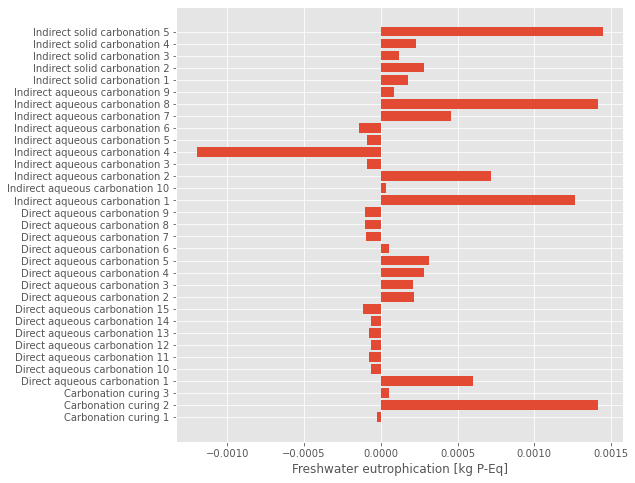 Indirect solid carbonation 5
Indirect solid carbonation 4
Indirect solid carbonation 3
Indirect solid carbonation 2
Indirect solid carbonation 1
Indirect aqueous carbonation 9
Indirect aqueous carbonation 8
Indirect aqueous carbonation 7
Indirect aqueous carbonation 6
Indirect aqueous carbonation 5
Indirect aqueous carbonation 4
Indirect aqueous carbonation 3
Indirect aqueous carbonation 2
Indirect aqueous carbonation 10
Indirect aqueous carbonation 1
Direct aqueous carbonation 9
Direct aqueous carbonation 8
Direct aqueous carbonation 7
Direct aqueous carbonation 6
Direct aqueous carbonation 5
Direct aqueous carbonation 4
Direct aqueous carbonation 3
Direct aqueous carbonation 2
Direct aqueous carbonation 15
Direct aqueous carbonation 14
Direct aqueous carbonation 13
Direct aqueous carbonation 12
Direct aqueous carbonation 11
Direct aqueous carbonation 10
Direct aqueous carbonation 1
Carbonation curing 3
Carbonation curing 2
Carbonation curing 1
−0.0010 −0.0005 0.0000 0.0005 0.0010 0.0015
Freshwater eutrophication [kg P-Eq]